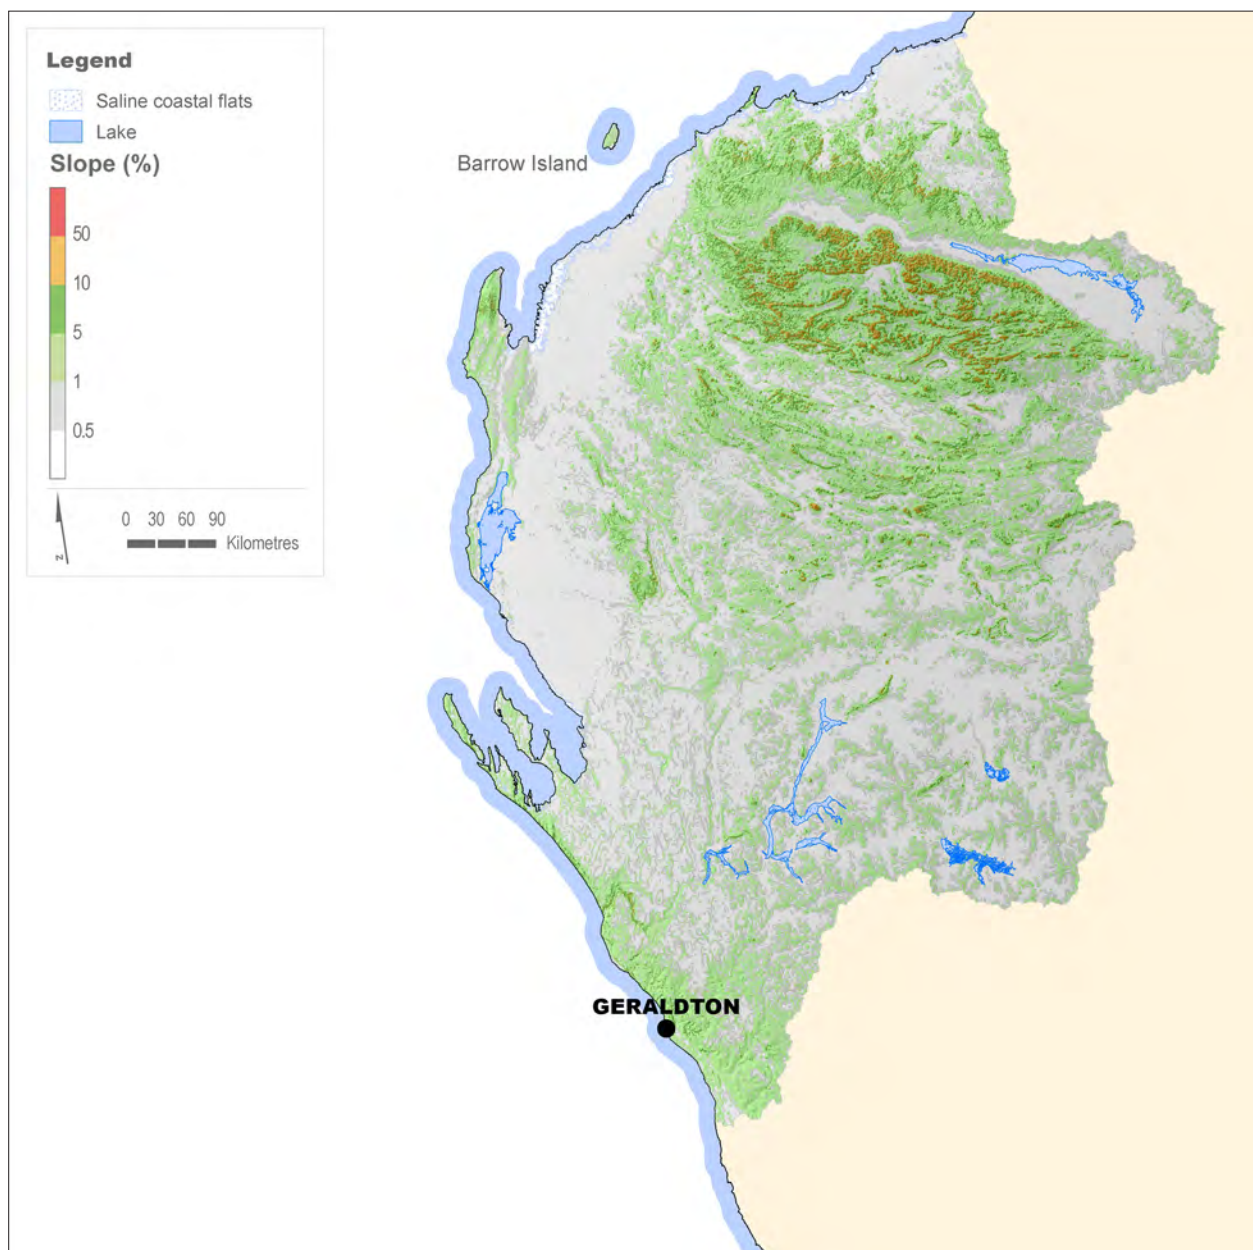 Legend
Saline coastal flats
Lake
Slope (%)
50
10
5
1
0.5
0 30 60 90
Kilometres
N
Barrow Island
GERALDTON